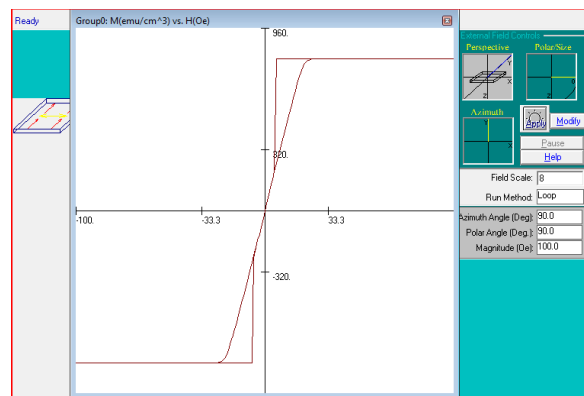 Ready
Group0: M(emu/cm^3) vs. H(Oe)
960.
320.
-100.
-33.3
33.3
-320.
External Field Controls
Perspective
Polar/Size
Y
X
Z
θ
Z
Azimuth
Y
X
Apply
Modify
Pause
Help
Field Scale: 8
Run Method: Loop
Azimuth Angle (Deg): 90.0
Polar Angle (Deg.): 90.0
Magnitude (Oe): 100.0